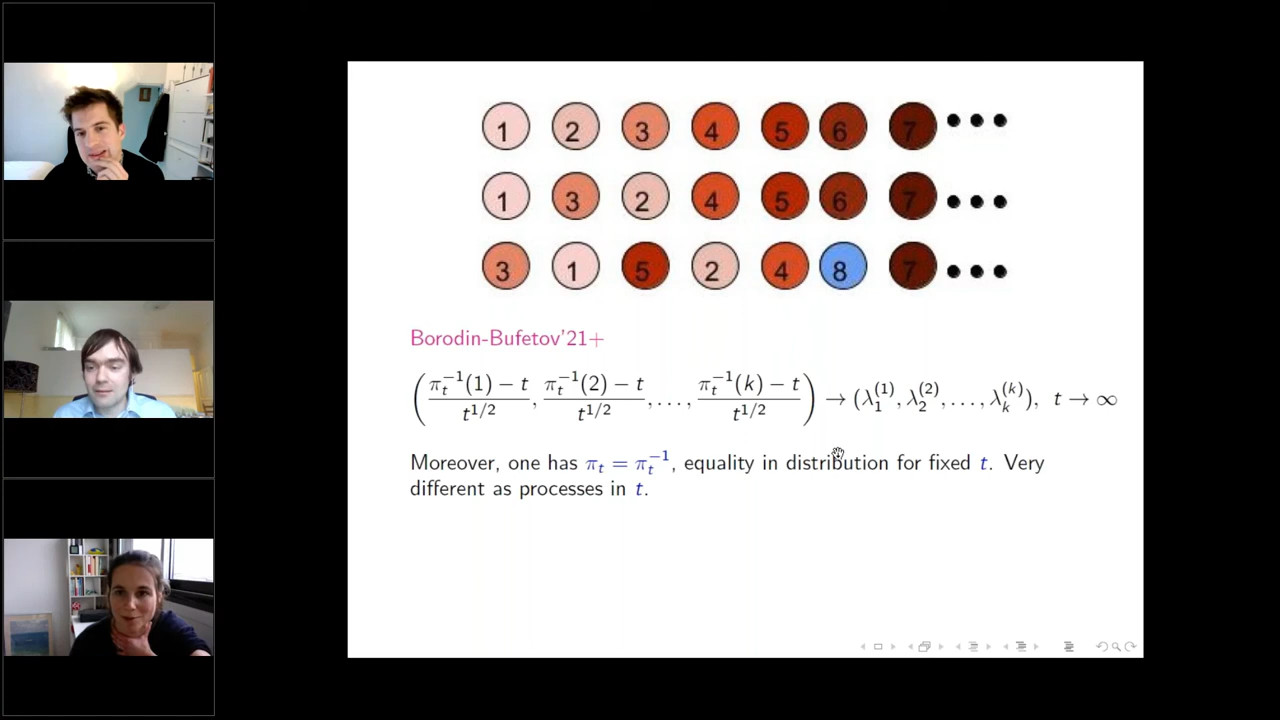 1 2 3 4 5 6 7 •••
1 3 2 4 5 6 7 •••
3 1 5 2 4 8 7 •••
Borodin-Bufetov'21+
( (π_t^{-1}(1) − t)/t^{1/2}, (π_t^{-1}(2) − t)/t^{1/2}, . . . , (π_t^{-1}(k) − t)/t^{1/2} ) → (λ_1^{(1)}, λ_2^{(2)}, . . . , λ_k^{(k)}), t → ∞
Moreover, one has π_t = π_t^{-1}, equality in distribution for fixed t. Very
different as processes in t.